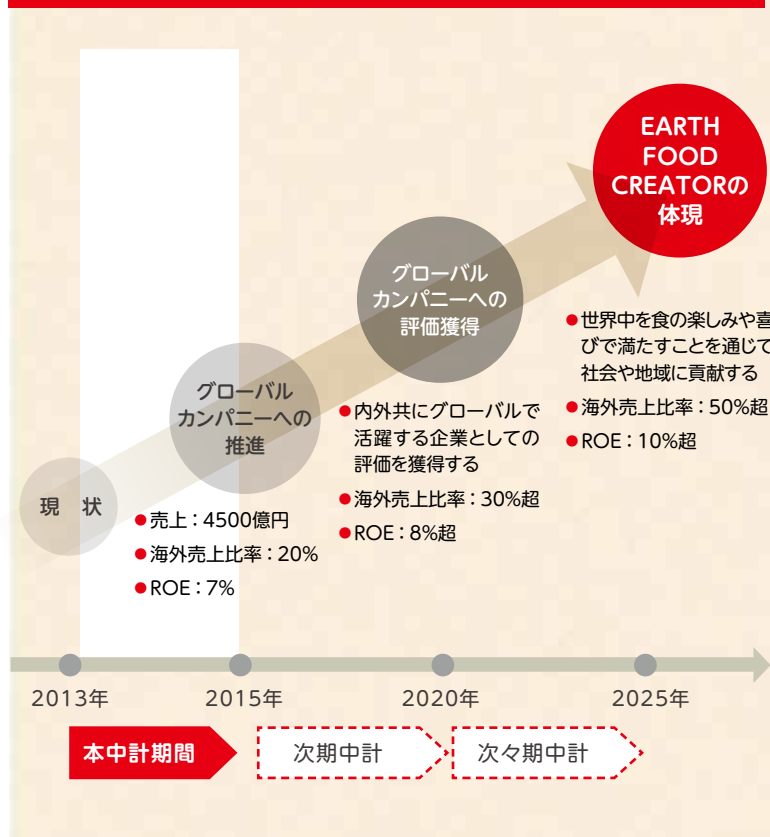 EARTH
FOOD
CREATORの
体現
グローバル
カンパニーへの
評価獲得
グローバル
カンパニーへの
推進
現 状
●世界中を食の楽しみや喜
びで満たすことを通じて
社会や地域に貢献する
●海外売上比率：50%超
●ROE：10%超
●内外共にグローバルで
活躍する企業としての
評価を獲得する
●海外売上比率：30%超
●ROE：8%超
●売上：4500億円
●海外売上比率：20%
●ROE：7%
2013年
2015年
2020年
2025年
本中計期間
次期中計
次々期中計